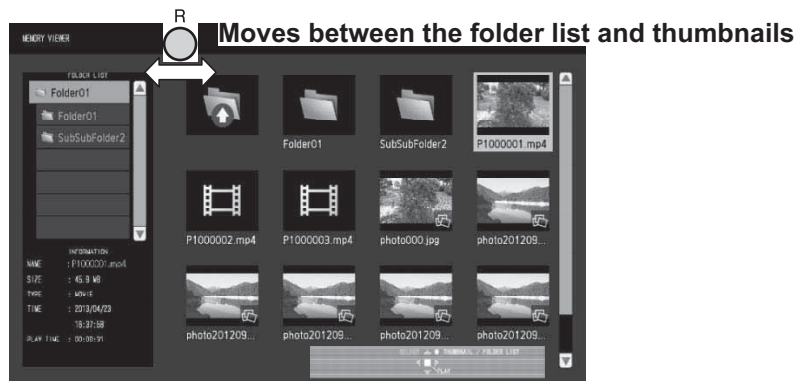 R
Moves between the folder list and thumbnails
MEMORY VIEWER
FOLDER LIST
Folder01
Folder01
SubSubFolder2
Folder01
SubSubFolder2
P1000001.mp4
P1000002.mp4
P1000003.mp4
photo000.jpg
photo201209...
photo201209...
photo201209...
photo201209...
photo201209...
INFORMATION
NAME : P1000001.mp4
SIZE : 45.9 MB
TYPE : MOVIE
TIME : 2013/04/23
16:37:58
PLAY TIME : 00:00:31
SELECT R THUMBNAIL / FOLDER LIST
PLAY